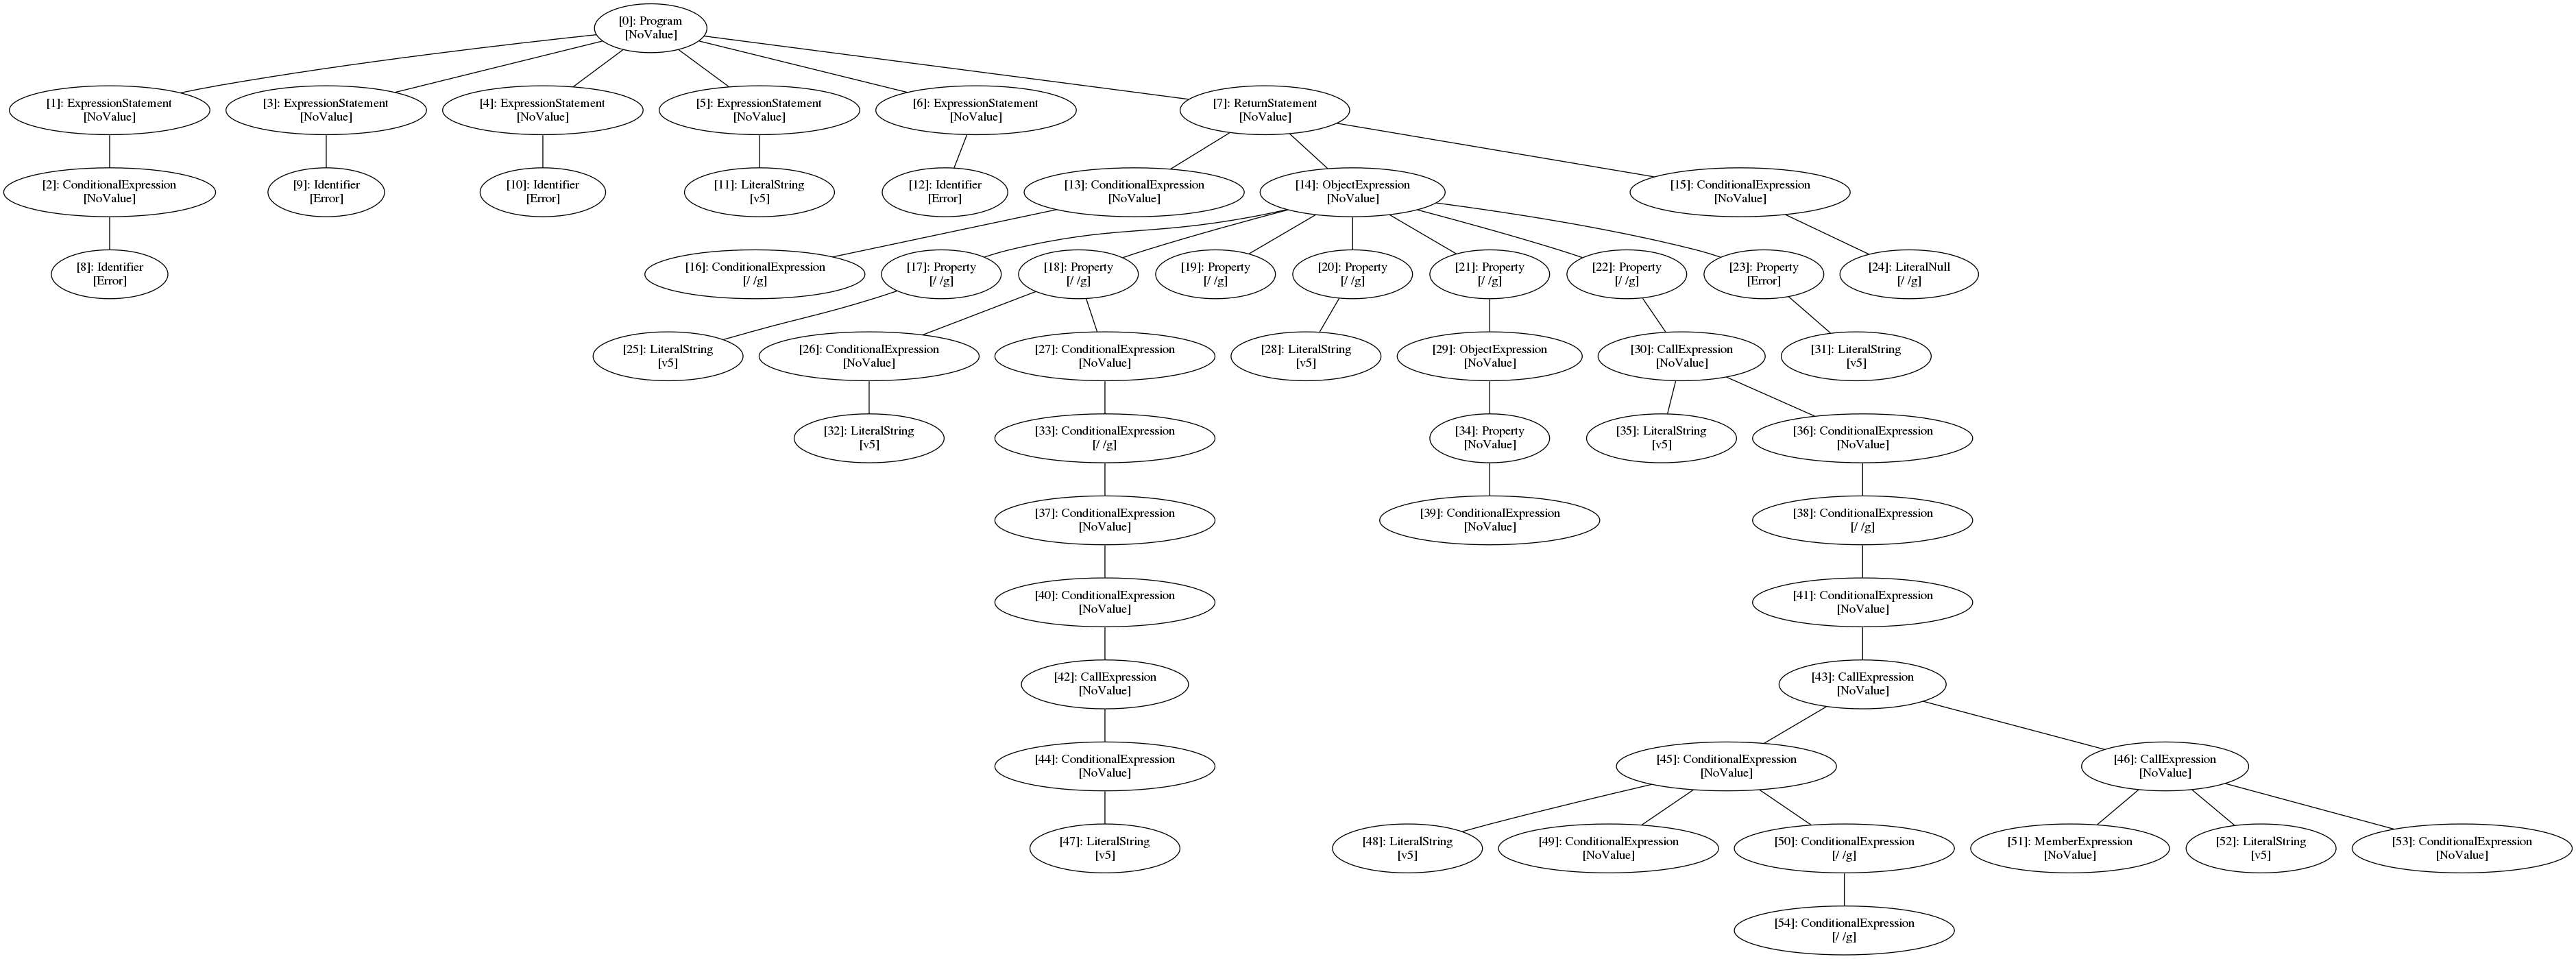 [0]: Program
[NoValue]
[1]: ExpressionStatement
[NoValue]
[3]: ExpressionStatement
[NoValue]
[4]: ExpressionStatement
[NoValue]
[5]: ExpressionStatement
[NoValue]
[6]: ExpressionStatement
[NoValue]
[7]: ReturnStatement
[NoValue]
[2]: ConditionalExpression
[NoValue]
[9]: Identifier
[Error]
[10]: Identifier
[Error]
[11]: LiteralString
[v5]
[12]: Identifier
[Error]
[13]: ConditionalExpression
[NoValue]
[14]: ObjectExpression
[NoValue]
[15]: ConditionalExpression
[NoValue]
[8]: Identifier
[Error]
[16]: ConditionalExpression
[/ /g]
[17]: Property
[/ /g]
[18]: Property
[/ /g]
[19]: Property
[/ /g]
[20]: Property
[/ /g]
[21]: Property
[/ /g]
[22]: Property
[/ /g]
[23]: Property
[Error]
[24]: LiteralNull
[/ /g]
[25]: LiteralString
[v5]
[26]: ConditionalExpression
[NoValue]
[27]: ConditionalExpression
[NoValue]
[28]: LiteralString
[v5]
[29]: ObjectExpression
[NoValue]
[30]: CallExpression
[NoValue]
[31]: LiteralString
[v5]
[32]: LiteralString
[v5]
[33]: ConditionalExpression
[/ /g]
[34]: Property
[NoValue]
[35]: LiteralString
[v5]
[36]: ConditionalExpression
[NoValue]
[37]: ConditionalExpression
[NoValue]
[39]: ConditionalExpression
[NoValue]
[38]: ConditionalExpression
[/ /g]
[40]: ConditionalExpression
[NoValue]
[41]: ConditionalExpression
[NoValue]
[42]: CallExpression
[NoValue]
[43]: CallExpression
[NoValue]
[44]: ConditionalExpression
[NoValue]
[45]: ConditionalExpression
[NoValue]
[46]: CallExpression
[NoValue]
[47]: LiteralString
[v5]
[48]: LiteralString
[v5]
[49]: ConditionalExpression
[NoValue]
[50]: ConditionalExpression
[/ /g]
[51]: MemberExpression
[NoValue]
[52]: LiteralString
[v5]
[53]: ConditionalExpression
[NoValue]
[54]: ConditionalExpression
[/ /g]